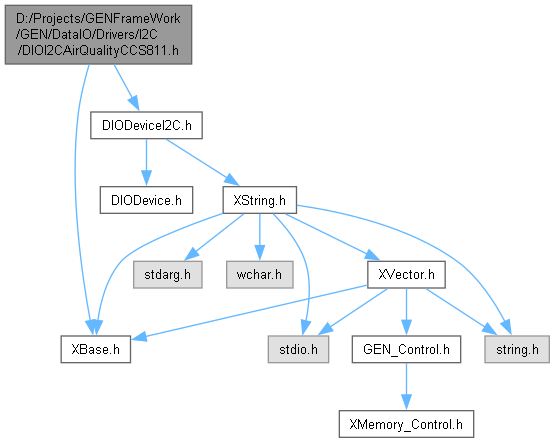 D:/Projects/GENFrameWork
/GEN/DataIO/Drivers/I2C
/DIOI2CAirQualityCCS811.h
DIODeviceI2C.h
DIODevice.h
XString.h
stdarg.h
wchar.h
XVector.h
XBase.h
stdio.h
GEN_Control.h
string.h
XMemory_Control.h